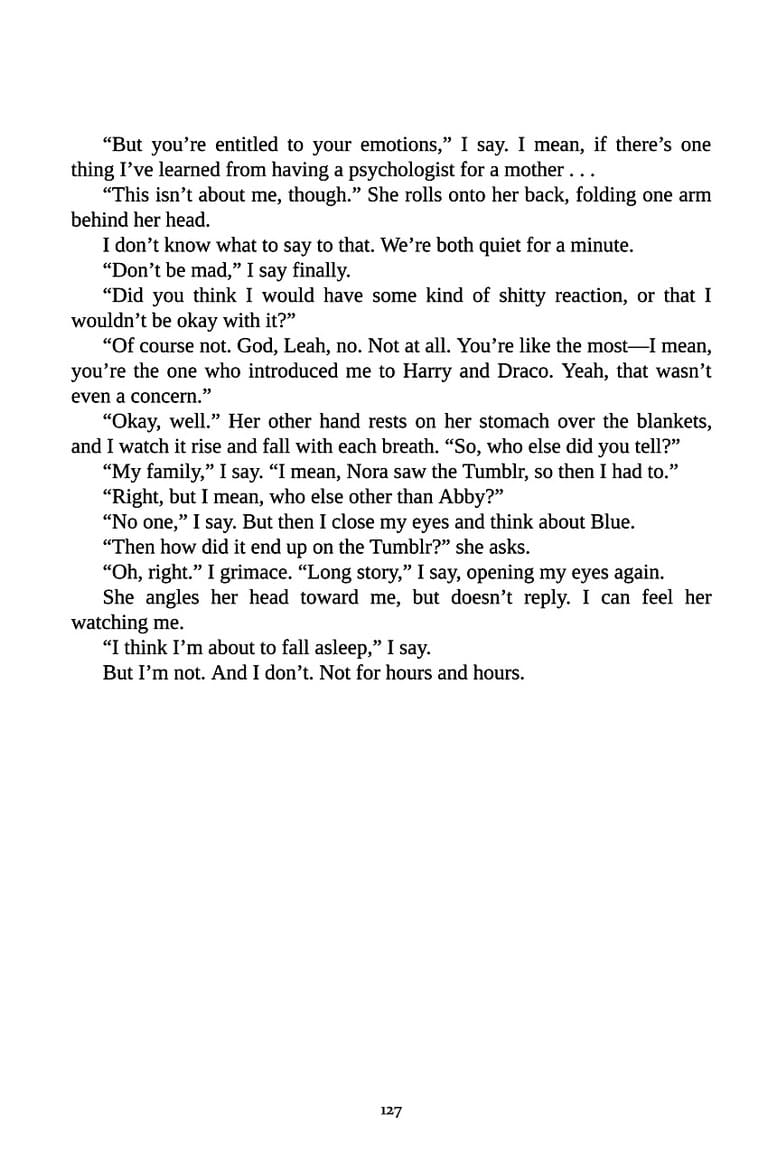 “But you’re entitled to your emotions,” I say. I mean, if there’s one
thing I’ve learned from having a psychologist for a mother . . .
“This isn’t about me, though.” She rolls onto her back, folding one arm
behind her head.
I don’t know what to say to that. We’re both quiet for a minute.
“Don’t be mad,” I say finally.
“Did you think I would have some kind of shitty reaction, or that I
wouldn’t be okay with it?”
“Of course not. God, Leah, no. Not at all. You’re like the most—I mean,
you’re the one who introduced me to Harry and Draco. Yeah, that wasn’t
even a concern.”
“Okay, well.” Her other hand rests on her stomach over the blankets,
and I watch it rise and fall with each breath. “So, who else did you tell?”
“My family,” I say. “I mean, Nora saw the Tumblr, so then I had to.”
“Right, but I mean, who else other than Abby?”
“No one,” I say. But then I close my eyes and think about Blue.
“Then how did it end up on the Tumblr?” she asks.
“Oh, right.” I grimace. “Long story,” I say, opening my eyes again.
She angles her head toward me, but doesn’t reply. I can feel her
watching me.
“I think I’m about to fall asleep,” I say.
But I’m not. And I don’t. Not for hours and hours.
127